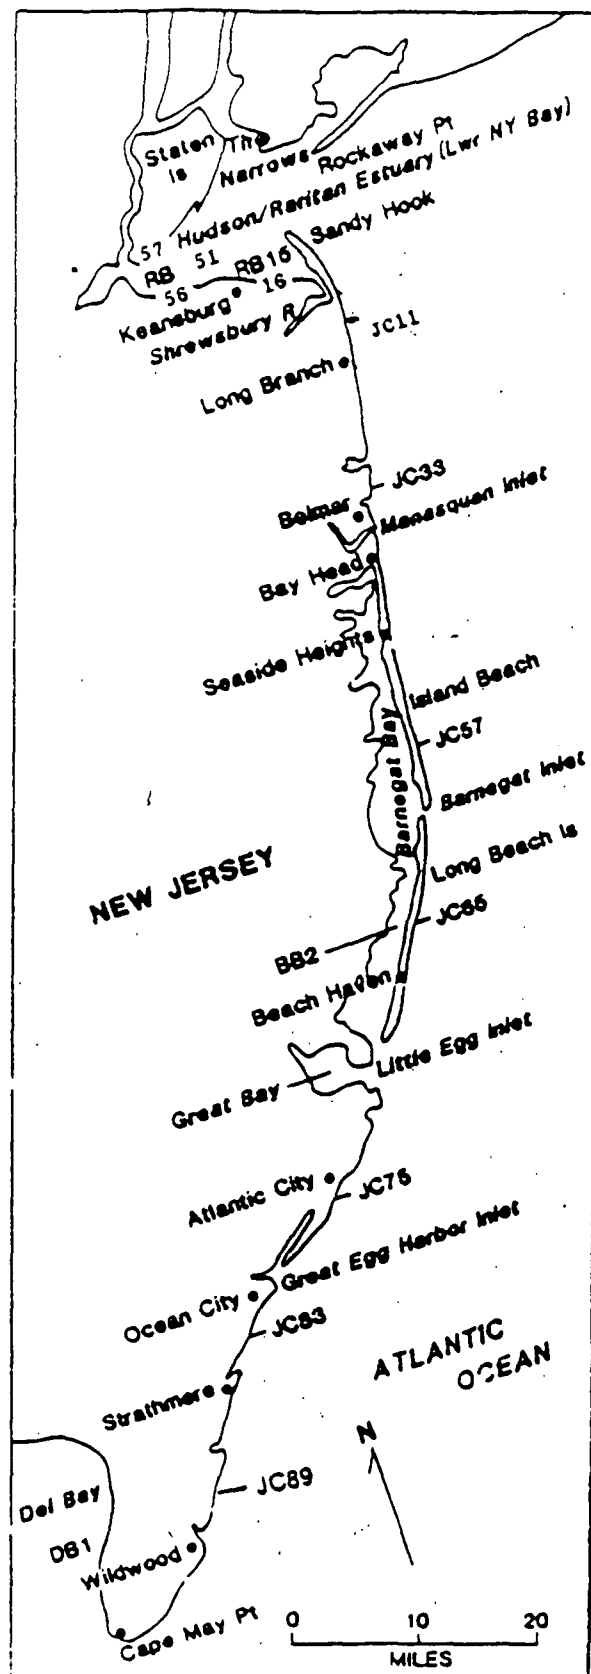 Staten Is
The Narrows
Rockaway Pt
57 Hudson/Raritan Estuary (Lwr NY Bay)
RB 51
RB15
Sandy Hook
56
16
Keansburg
Shrewsbury R
JC11
Long Branch
JC33
Belmar
Manasquan Inlet
Bay Head
Seaside Heights
Island Beach
Barnegat Bay
JC57
Barnegat Inlet
NEW JERSEY
Long Beach Is
JC65
BB2
Beach Haven
Little Egg Inlet
Great Bay
Atlantic City
JC75
Great Egg Harbor Inlet
Ocean City
JC83
ATLANTIC
OCEAN
Strathmere
N
JC89
Del Bay
DB1
Wildwood
Cape May Pt
0 10 20
MILES